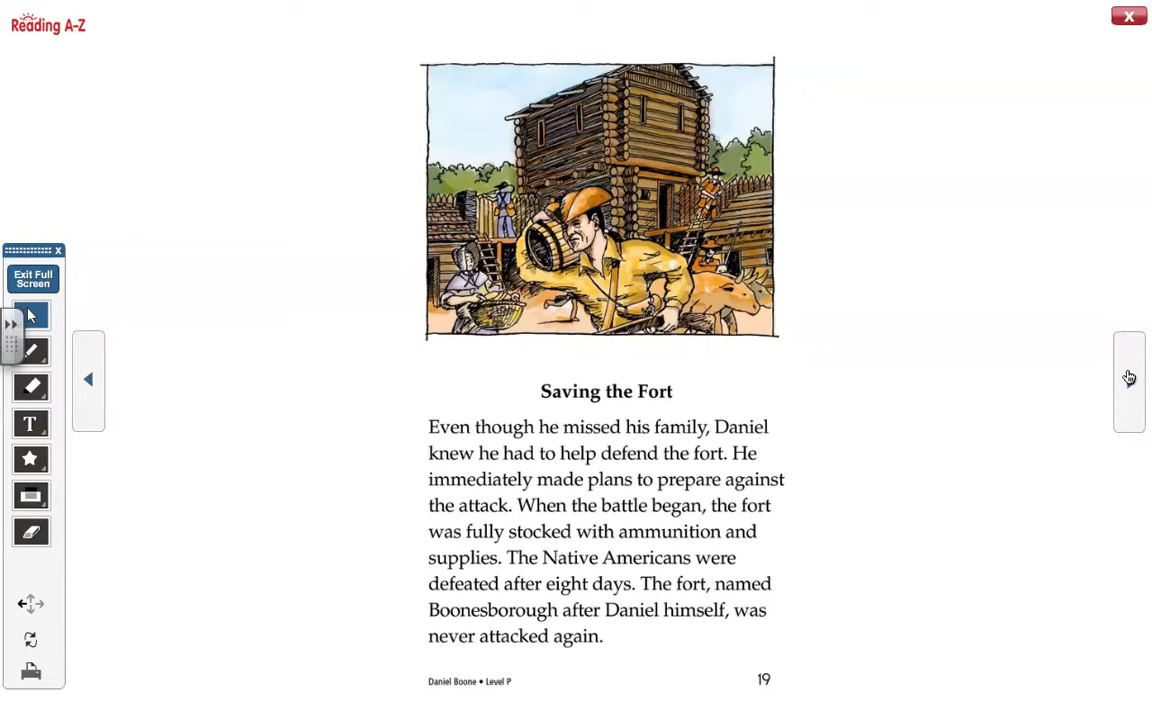 Reading A-Z
X
x
Exit Full
Screen
T
Saving the Fort
Even though he missed his family, Daniel
knew he had to help defend the fort. He
immediately made plans to prepare against
the attack. When the battle began, the fort
was fully stocked with ammunition and
supplies. The Native Americans were
defeated after eight days. The fort, named
Boonesborough after Daniel himself, was
never attacked again.
Daniel Boone • Level P
19